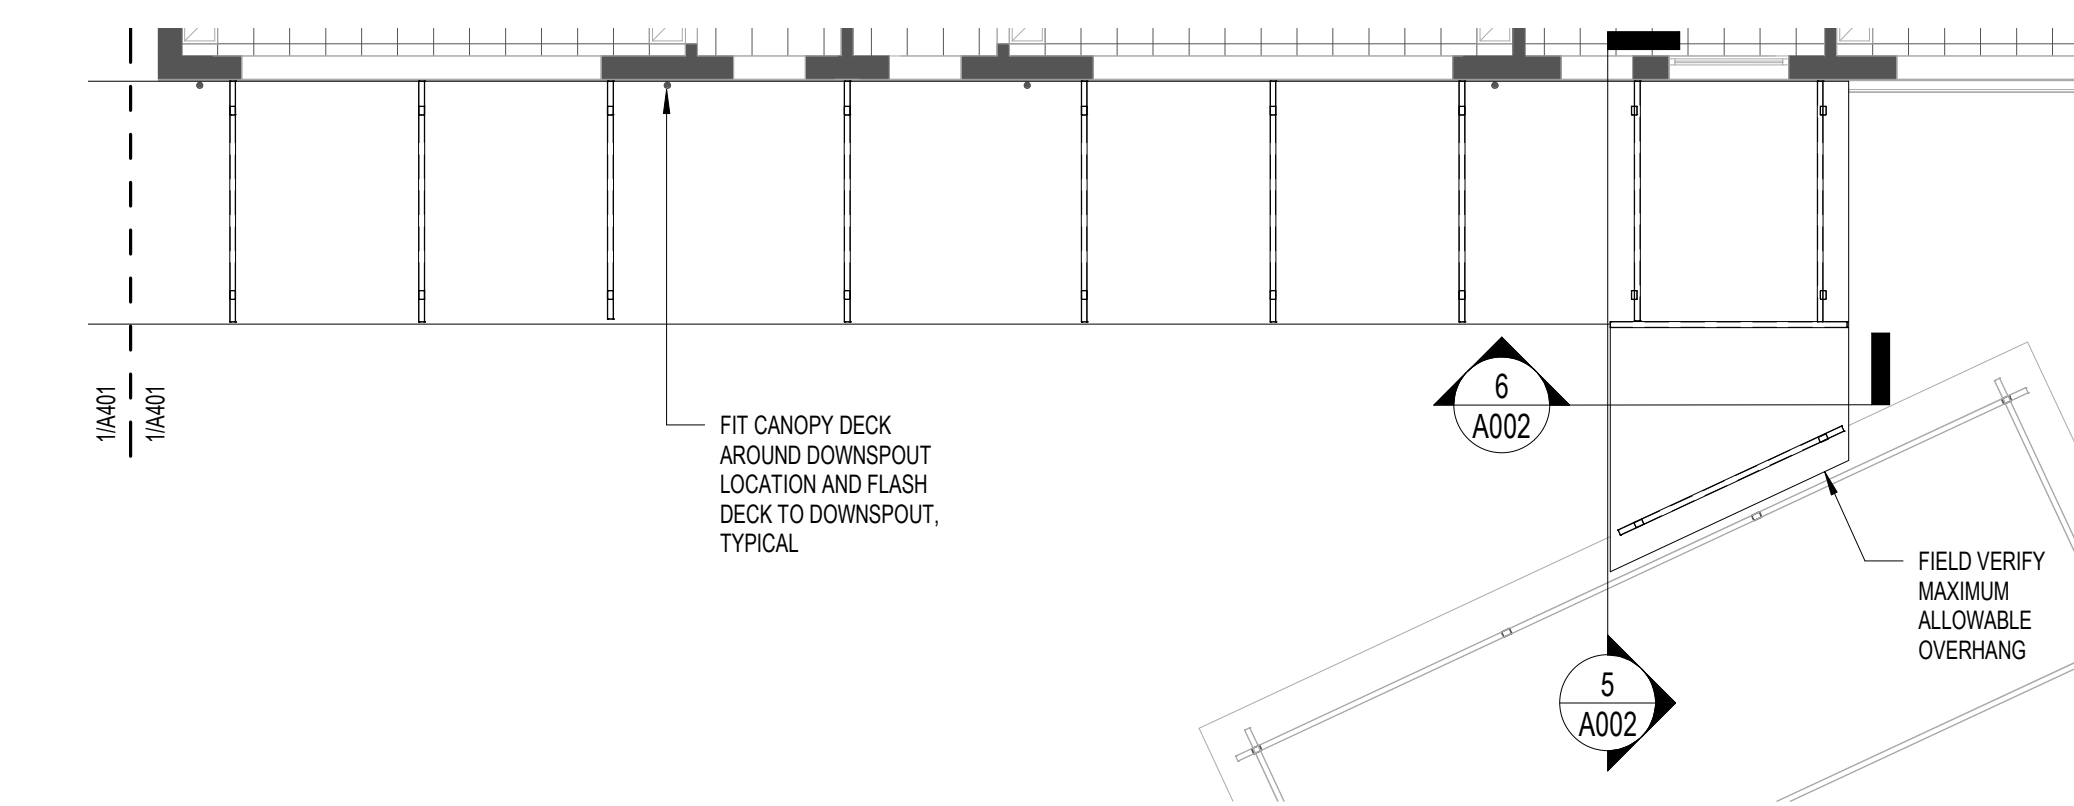 1/A401
1/A401
FIT CANOPY DECK
AROUND DOWNSPOUT
LOCATION AND FLASH
DECK TO DOWNSPOUT,
TYPICAL
6
A002
FIELD VERIFY
MAXIMUM
ALLOWABLE
OVERHANG
5
A002